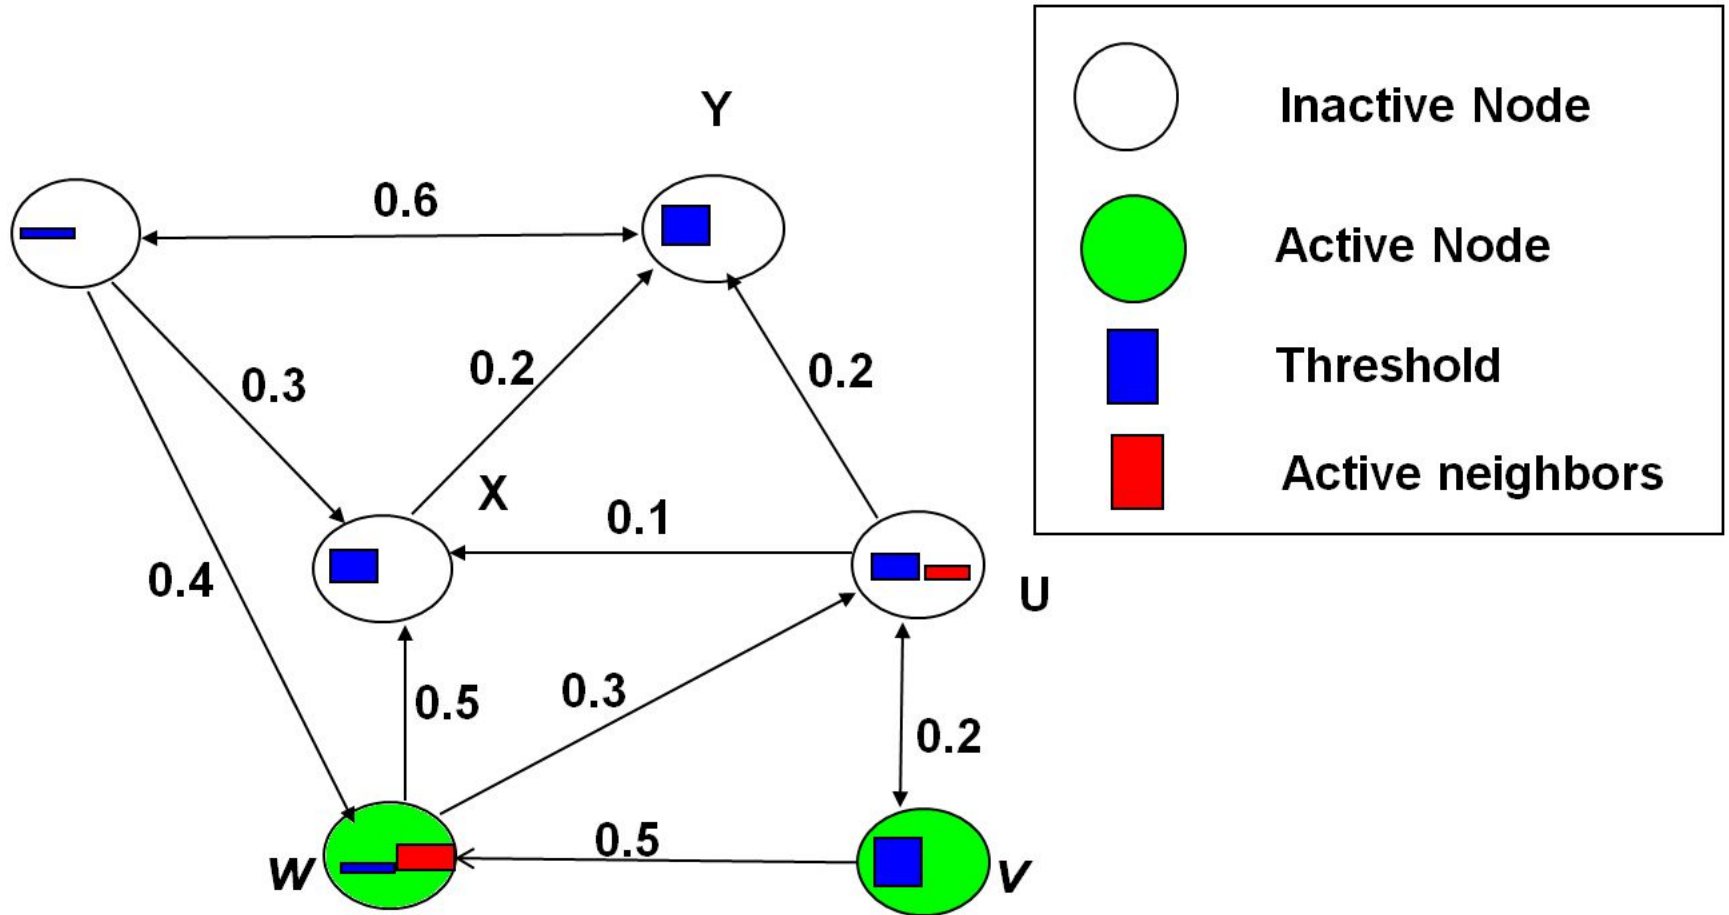 Y
0.6
0.3
0.2
0.2
X
0.1
0.4
U
0.5
0.3
0.2
0.5
W
V
Inactive Node
Active Node
Threshold
Active neighbors